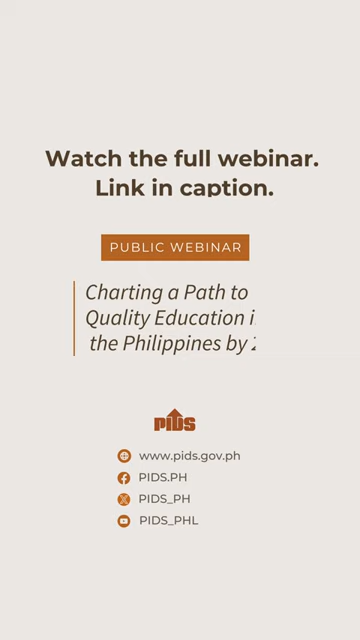 Watch the full webinar.
Link in caption.
PUBLIC WEBINAR
Charting a Path to
Quality Education
the Philippines by
PIDS
www.pids.gov.ph
PIDS.PH
PIDS_PH
PIDS_PHL